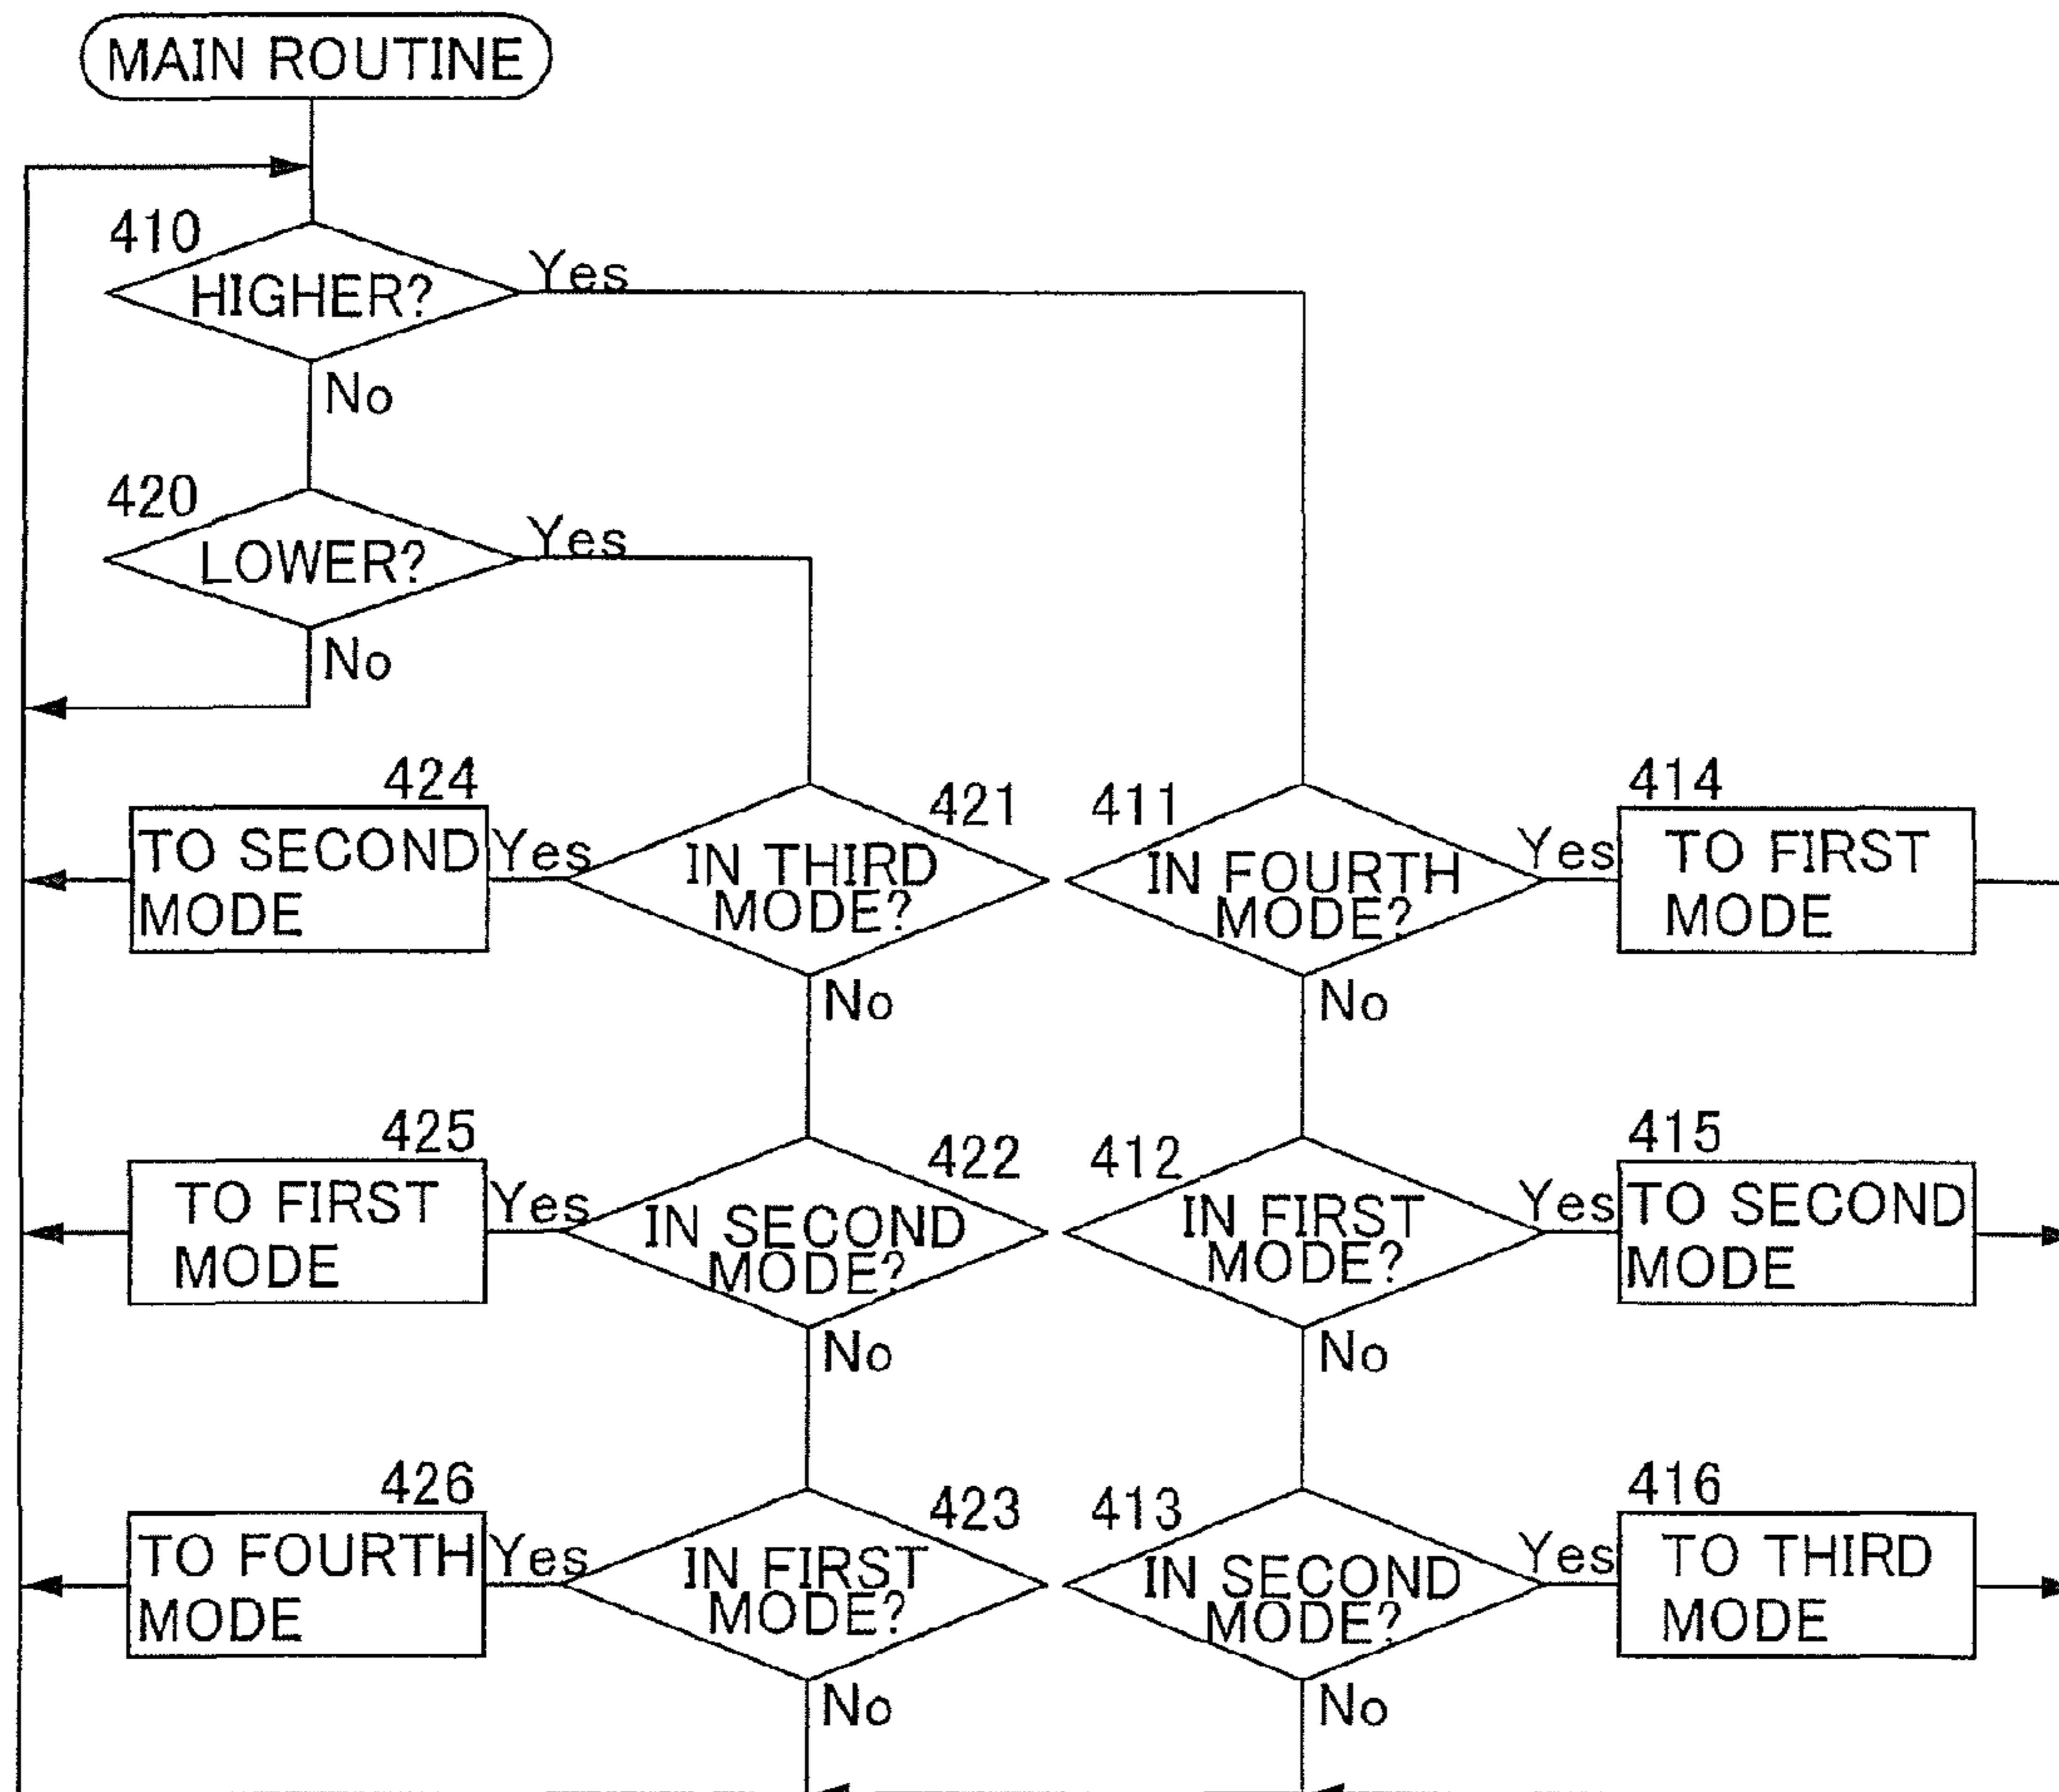 MAIN ROUTINE
410
HIGHER?
Yes
No
420
LOWER?
Yes
No
424
TO SECOND
MODE
Yes
421
IN THIRD
MODE?
No
411
IN FOURTH
MODE?
Yes
No
414
TO FIRST
MODE
425
TO FIRST
MODE
Yes
422
IN SECOND
MODE?
No
412
IN FIRST
MODE?
Yes
No
415
TO SECOND
MODE
426
TO FOURTH
MODE
Yes
423
IN FIRST
MODE?
No
413
IN SECOND
MODE?
Yes
No
416
TO THIRD
MODE